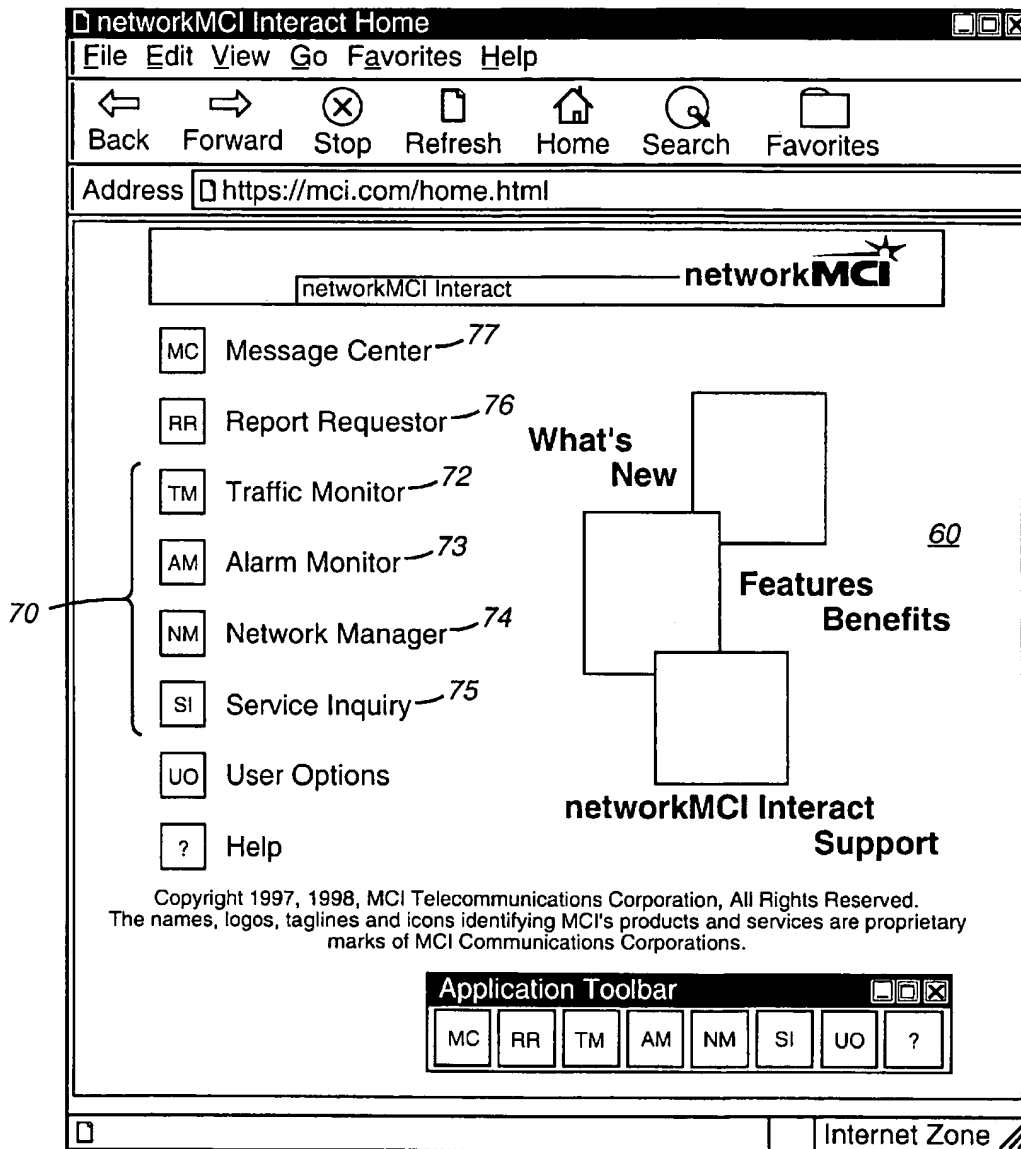 networkMCI Interact Home
File Edit View Go Favorites Help
Back Forward Stop Refresh Home Search Favorites
Address https://mci.com/home.html
networkMCI Interact
networkMCI
MC Message Center 77
RR Report Requestor 76
TM Traffic Monitor 72
AM Alarm Monitor 73
NM Network Manager 74
SI Service Inquiry 75
UO User Options
? Help
70
What's
New
60
Features
Benefits
networkMCI Interact
Support
Copyright 1997, 1998, MCI Telecommunications Corporation, All Rights Reserved.
The names, logos, taglines and icons identifying MCI's products and services are proprietary
marks of MCI Communications Corporations.
Application Toolbar
MC RR TM AM NM SI UO ?
Internet Zone